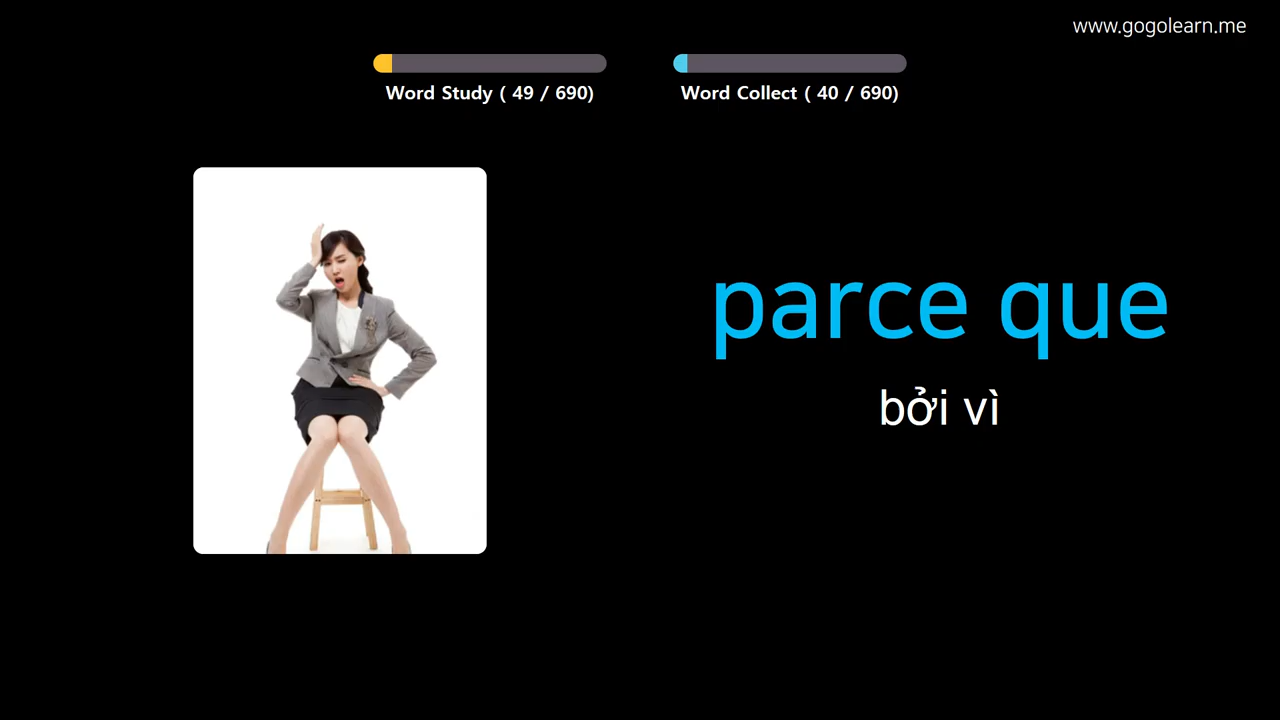 www.gogolearn.me
Word Study ( 49 / 690)
Word Collect ( 40 / 690)
parce que
bởi vì